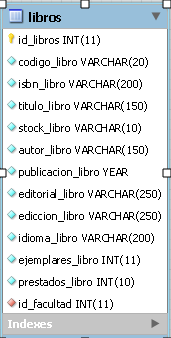 libros
id_libros INT(11)
codigo_libro VARCHAR(20)
isbn_libro VARCHAR(200)
titulo_libro VARCHAR(150)
stock_libro VARCHAR(10)
autor_libro VARCHAR(150)
publicacion_libro YEAR
editorial_libro VARCHAR(250)
ediccion_libro VARCHAR(250)
idioma_libro VARCHAR(200)
ejemplares_libro INT(11)
prestados_libro INT(10)
id_facultad INT(11)
Indexes